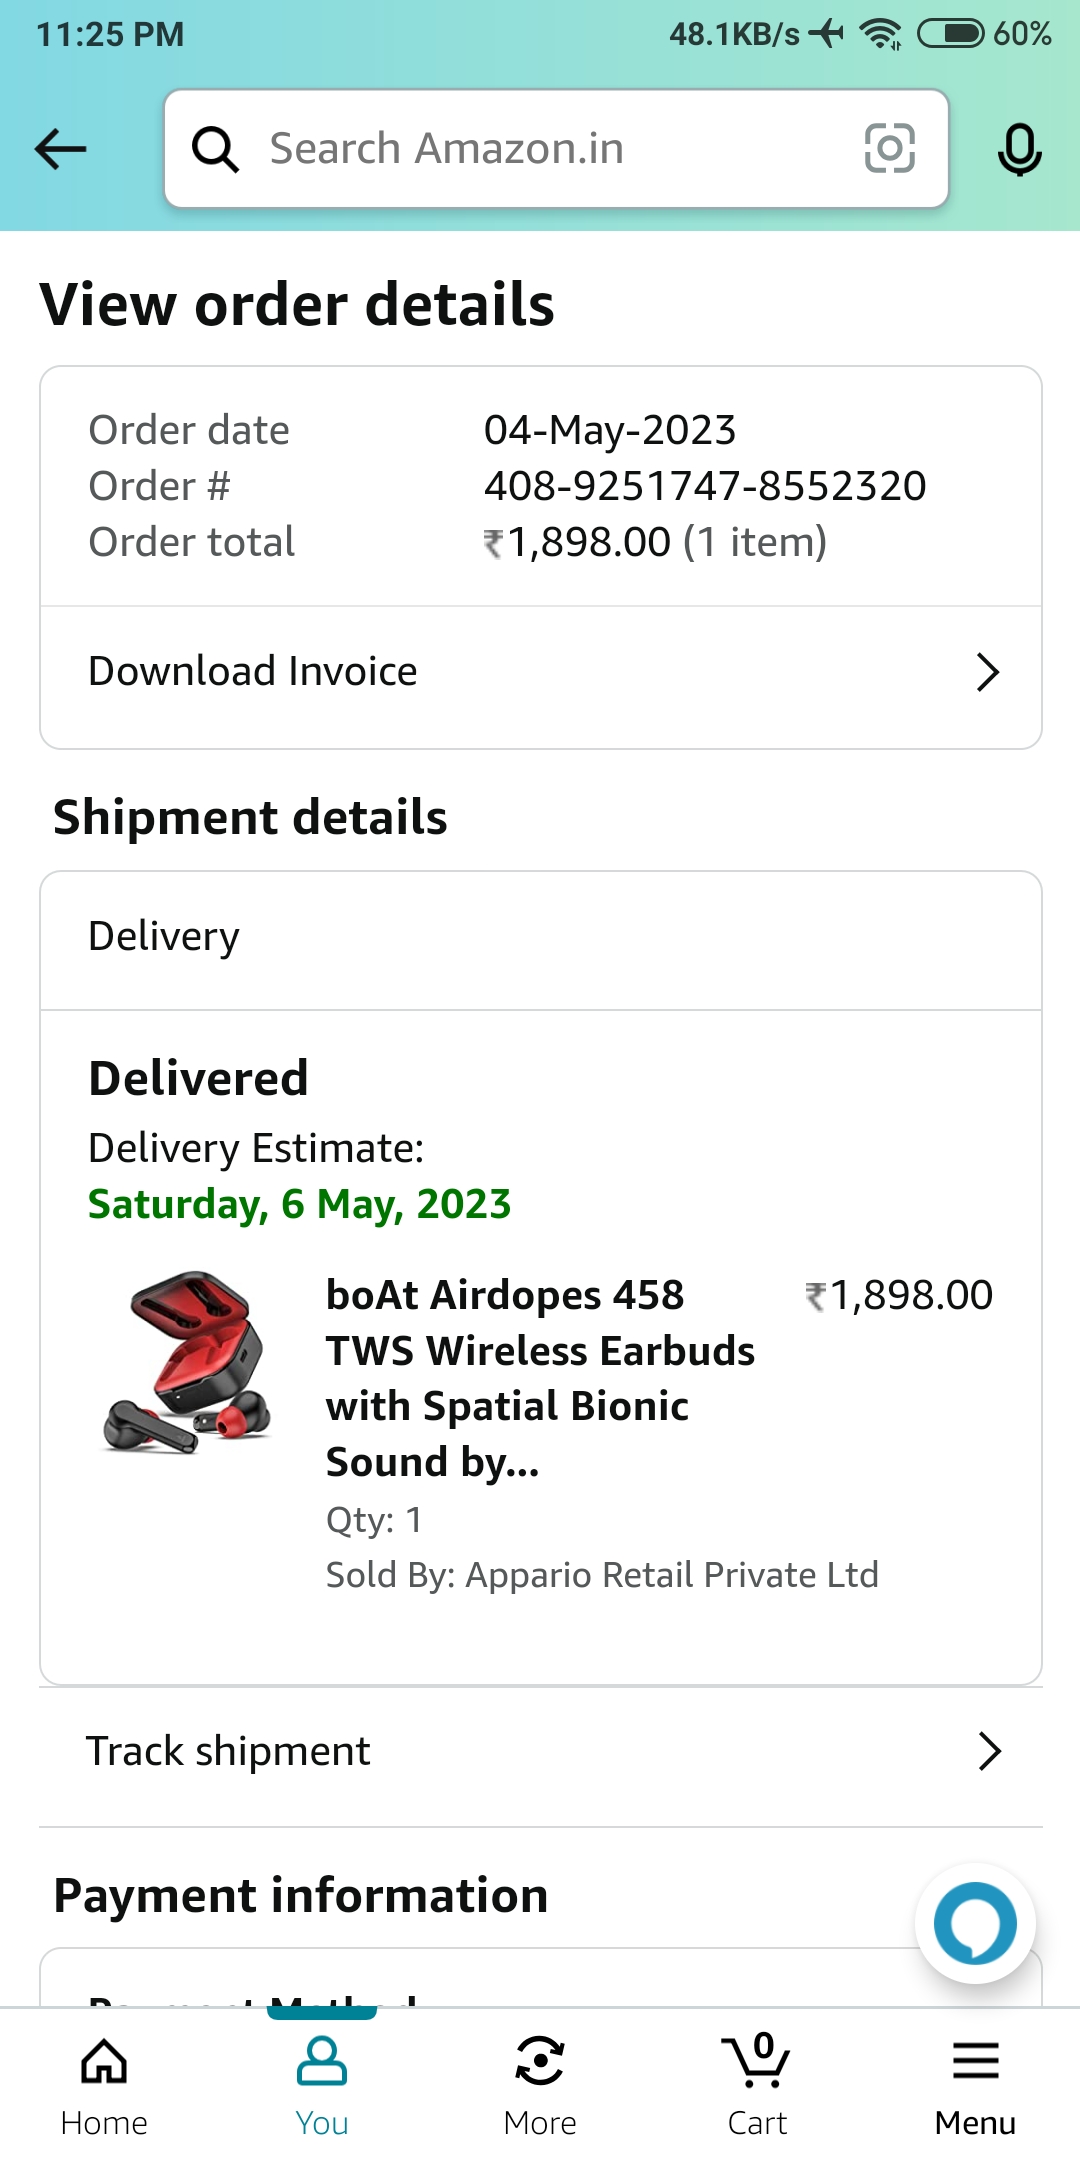 11:25 PM 48.1KB/s 60%
Search Amazon.in
View order details
Order date 04-May-2023
Order # 408-9251747-8552320
Order total ₹1,898.00 (1 item)
Download Invoice
Shipment details
Delivery
Delivered
Delivery Estimate:
Saturday, 6 May, 2023
boAt Airdopes 458 ₹1,898.00
TWS Wireless Earbuds
with Spatial Bionic
Sound by...
Qty: 1
Sold By: Appario Retail Private Ltd
Track shipment
Payment information
Payment Method
0
Home You More Cart Menu